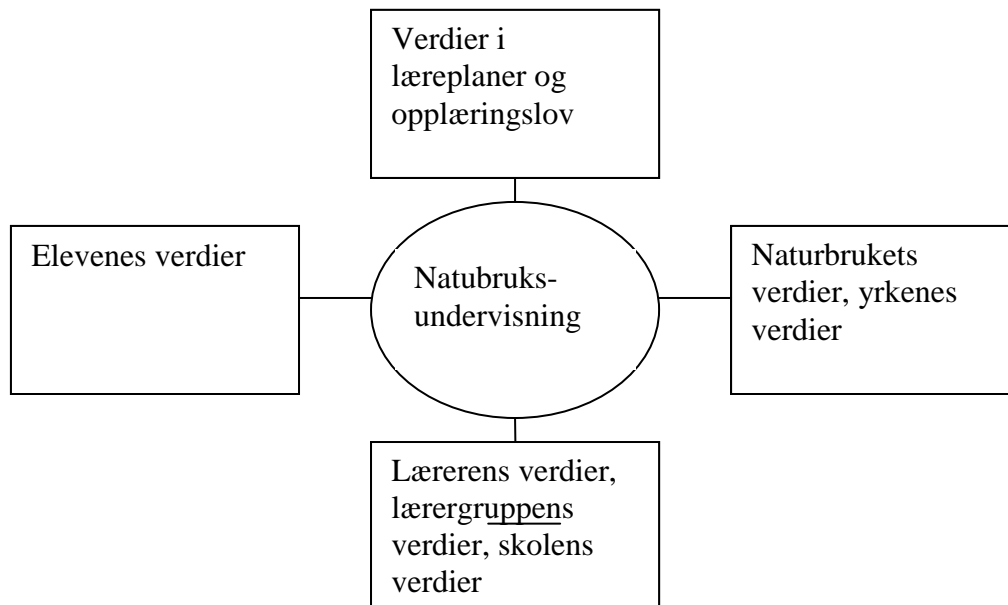 Verdier i
læreplaner og
opplæringslov
Elevenes verdier
Natubruks-
undervisning
Naturbrukets
verdier, yrkenes
verdier
Lærerens verdier,
lærergruppens
verdier, skolens
verdier